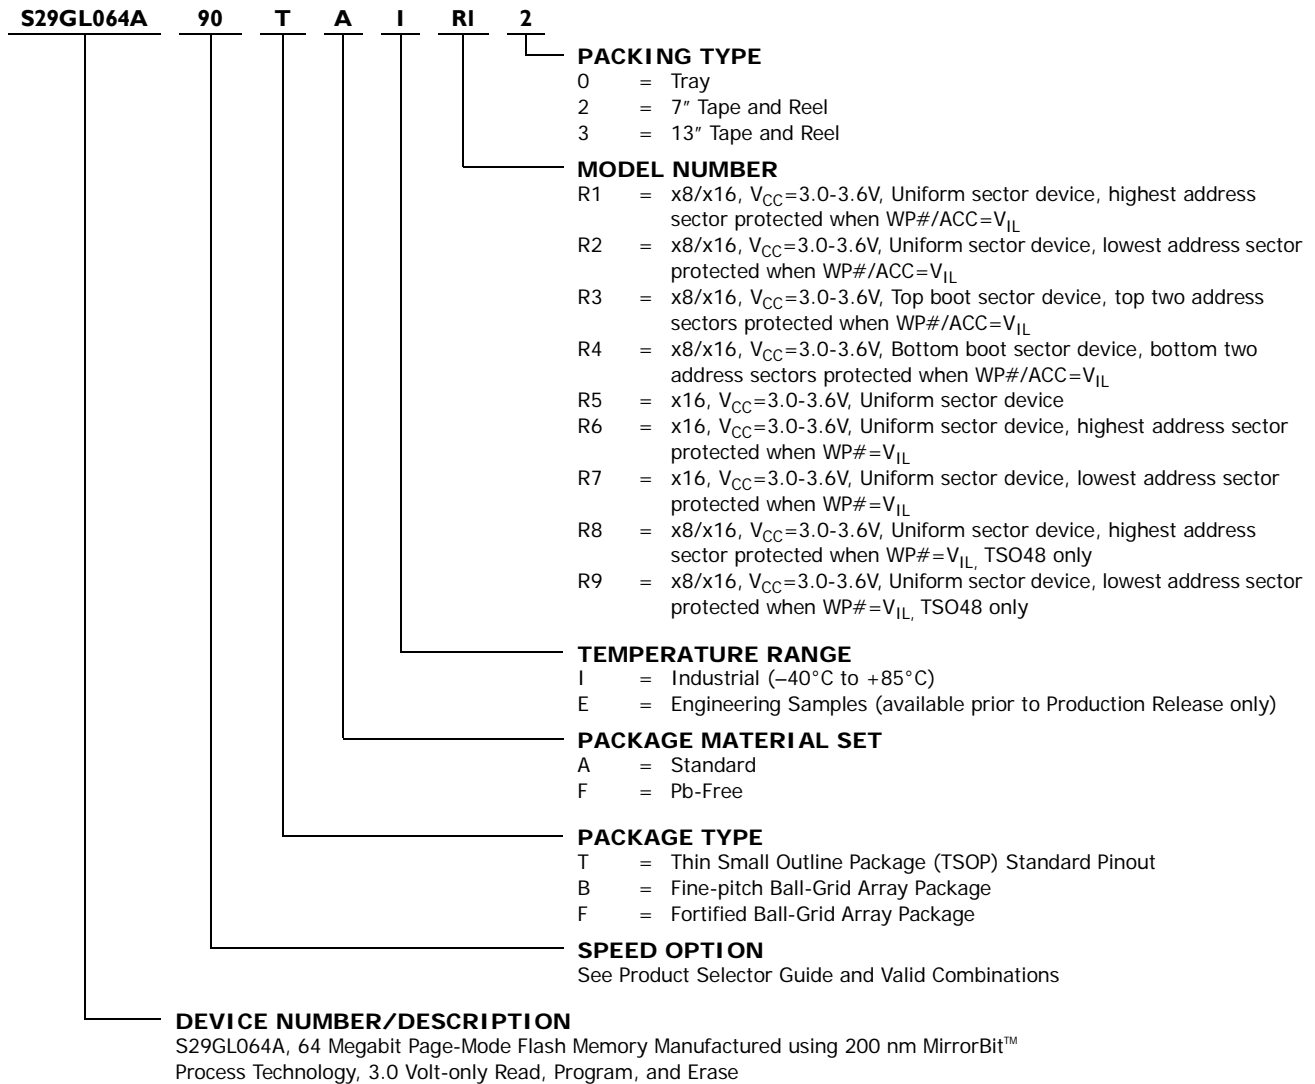 S29GL064A 90 T A I R1 2
PACKING TYPE
0 = Tray
2 = 7″ Tape and Reel
3 = 13″ Tape and Reel
MODEL NUMBER
R1 = x8/x16, VCC=3.0-3.6V, Uniform sector device, highest address
sector protected when WP#/ACC=VIL
R2 = x8/x16, VCC=3.0-3.6V, Uniform sector device, lowest address sector
protected when WP#/ACC=VIL
R3 = x8/x16, VCC=3.0-3.6V, Top boot sector device, top two address
sectors protected when WP#/ACC=VIL
R4 = x8/x16, VCC=3.0-3.6V, Bottom boot sector device, bottom two
address sectors protected when WP#/ACC=VIL
R5 = x16, VCC=3.0-3.6V, Uniform sector device
R6 = x16, VCC=3.0-3.6V, Uniform sector device, highest address sector
protected when WP#=VIL
R7 = x16, VCC=3.0-3.6V, Uniform sector device, lowest address sector
protected when WP#=VIL
R8 = x8/x16, VCC=3.0-3.6V, Uniform sector device, highest address
sector protected when WP#=VIL, TSO48 only
R9 = x8/x16, VCC=3.0-3.6V, Uniform sector device, lowest address sector
protected when WP#=VIL, TSO48 only
TEMPERATURE RANGE
I = Industrial (–40°C to +85°C)
E = Engineering Samples (available prior to Production Release only)
PACKAGE MATERIAL SET
A = Standard
F = Pb-Free
PACKAGE TYPE
T = Thin Small Outline Package (TSOP) Standard Pinout
B = Fine-pitch Ball-Grid Array Package
F = Fortified Ball-Grid Array Package
SPEED OPTION
See Product Selector Guide and Valid Combinations
DEVICE NUMBER/DESCRIPTION
S29GL064A, 64 Megabit Page-Mode Flash Memory Manufactured using 200 nm MirrorBit™
Process Technology, 3.0 Volt-only Read, Program, and Erase